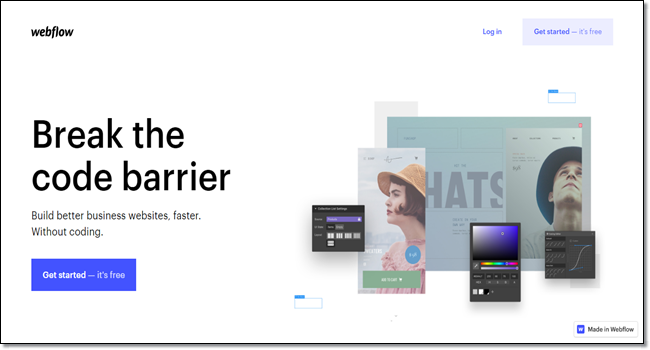 webflow
Log in
Get started — it's free
Break the
code barrier
Build better business websites, faster.
Without coding.
Get started — it's free
HATS
Made in Webflow